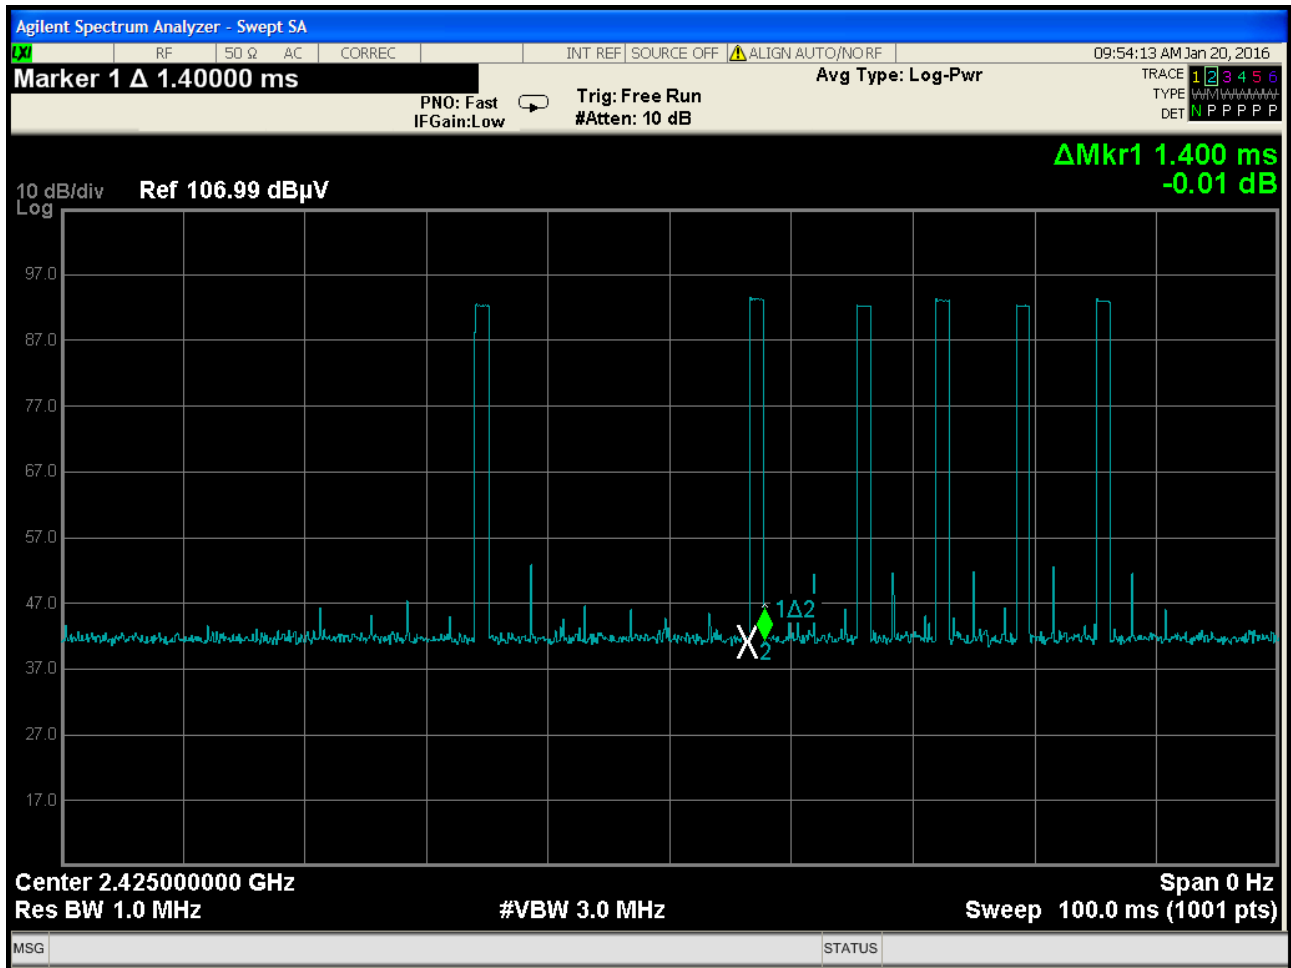 Agilent Spectrum Analyzer - Swept SA
LXI RF 50 Ω AC CORREC INT REF SOURCE OFF ALIGN AUTO/NO RF 09:54:13 AM Jan 20, 2016
Marker 1 Δ 1.40000 ms
Avg Type: Log-Pwr
TRACE 1 2 3 4 5 6
TYPE WMWWWW
DET N P P P P P
PNO: Fast
IFGain:Low
Trig: Free Run
#Atten: 10 dB
ΔMkr1 1.400 ms
-0.01 dB
10 dB/div
Log
Ref 106.99 dBµV
97.0
87.0
77.0
67.0
57.0
47.0
37.0
27.0
17.0
1Δ2
X2
Center 2.425000000 GHz
Span 0 Hz
Res BW 1.0 MHz
#VBW 3.0 MHz
Sweep 100.0 ms (1001 pts)
MSG
STATUS